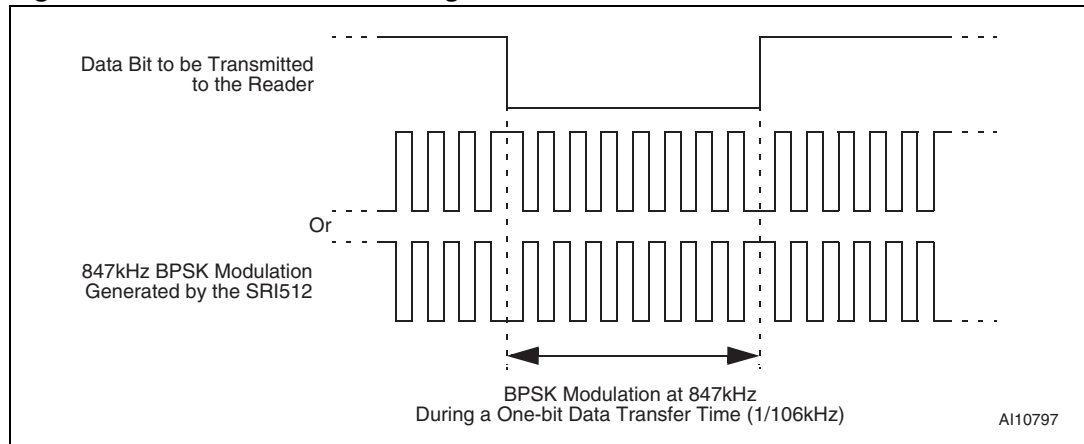 Data Bit to be Transmitted
to the Reader
Or
847kHz BPSK Modulation
Generated by the SRI512
BPSK Modulation at 847kHz
During a One-bit Data Transfer Time (1/106kHz)
AI10797